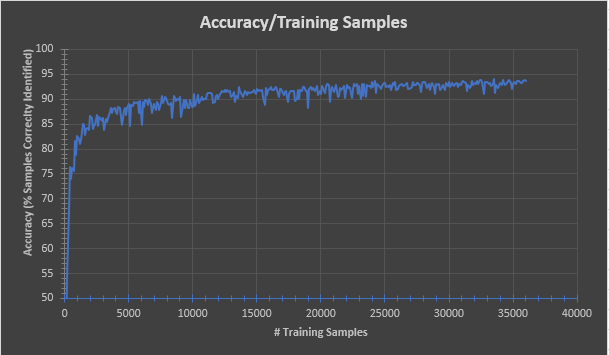 Accuracy/Training Samples
Accuracy (% Samples Correclty Identified)
100
95
90
85
80
75
70
65
60
55
50
0 5000 10000 15000 20000 25000 30000 35000 40000
# Training Samples